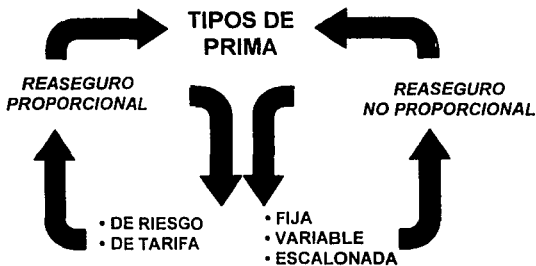 TIPOS DE
PRIMA
REASEGURO
PROPORCIONAL
REASEGURO
NO PROPORCIONAL
• DE RIESGO
• DE TARIFA
• FIJA
• VARIABLE
• ESCALONADA